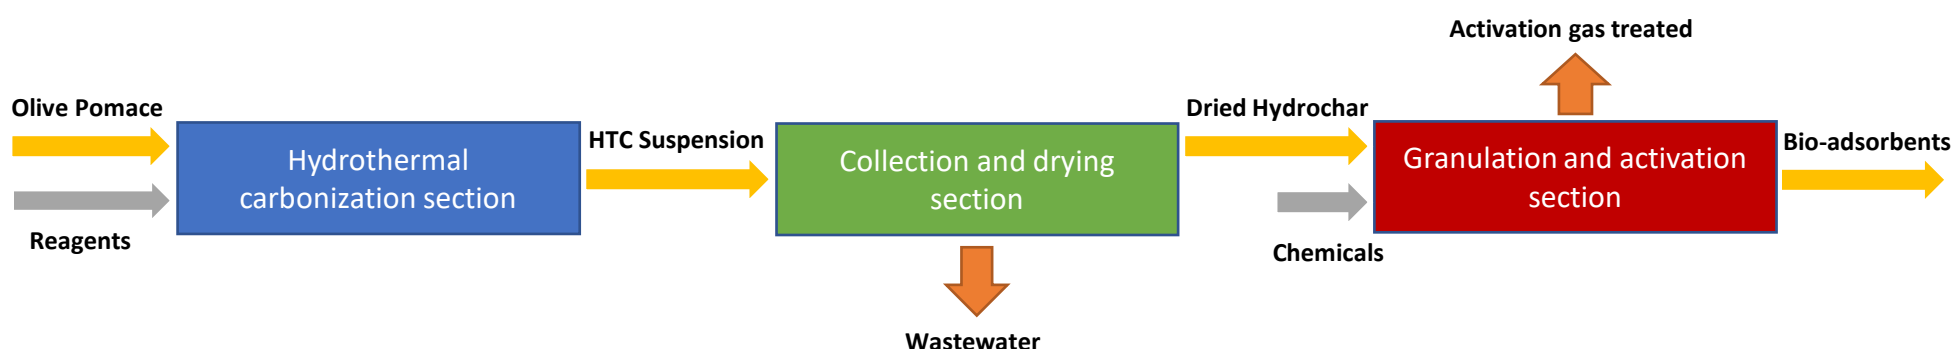 Olive Pomace
Reagents
Hydrothermal
carbonization section
HTC Suspension
Collection and drying
section
Wastewater
Dried Hydrochar
Chemicals
Activation gas treated
Granulation and activation
section
Bio-adsorbents